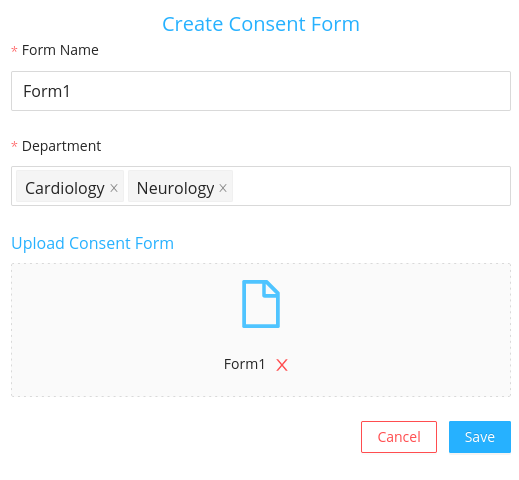 Create Consent Form
* Form Name
Form1
* Department
Cardiology × Neurology ×
Upload Consent Form
Form1 X
Cancel Save